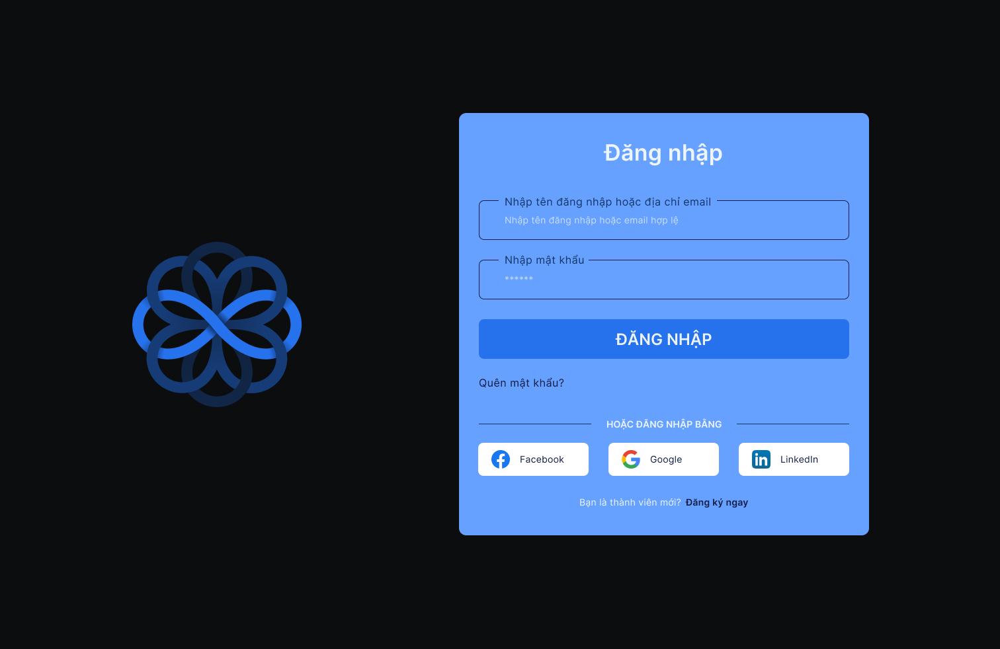 Đăng nhập
Nhập tên đăng nhập hoặc địa chỉ email
Nhập tên đăng nhập hoặc email hợp lệ
Nhập mật khẩu
******
ĐĂNG NHẬP
Quên mật khẩu?
HOẶC ĐĂNG NHẬP BẰNG
Facebook
Google
LinkedIn
Bạn là thành viên mới? Đăng ký ngay